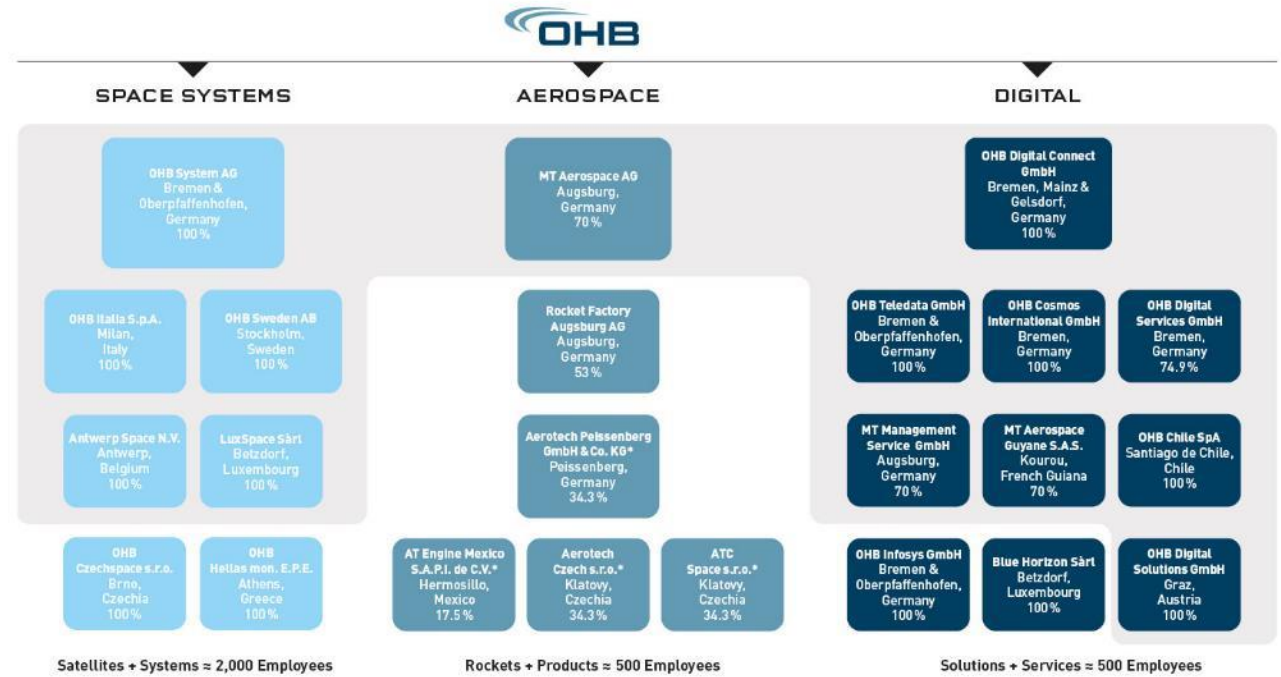 OHB
SPACE SYSTEMS
AEROSPACE
DIGITAL
OHB System AG
Bremen &
Oberpfaffenhofen,
Germany
100%
MT Aerospace AG
Augsburg,
Germany
70%
OHB Digital Connect
GmbH
Bremen, Mainz &
Gelsdorf,
Germany
100%
OHB Italia S.p.A.
Milan,
Italy
100%
OHB Sweden AB
Stockholm,
Sweden
100%
Rocket Factory
Augsburg AG
Augsburg,
Germany
53%
OHB Teledata GmbH
Bremen &
Oberpfaffenhofen,
Germany
100%
OHB Cosmos
International GmbH
Bremen,
Germany
100%
OHB Digital
Services GmbH
Bremen,
Germany
74.9%
Antwerp Space N.V.
Antwerp,
Belgium
100%
LuxSpace Sàrl
Betzdorf,
Luxembourg
100%
Aerotech Peissenberg
GmbH & Co. KG*
Peissenberg,
Germany
34.3%
MT Management
Service GmbH
Augsburg,
Germany
70%
MT Aerospace
Guyane S.A.S.
Kourou,
French Guiana
70%
OHB Chile SpA
Santiago de Chile,
Chile
100%
OHB
Czechspace s.r.o.
Brno,
Czechia
100%
OHB
Hellas mon. E.P.E.
Athens,
Greece
100%
AT Engine Mexico
S.A.P.I. de C.V.*
Hermosillo,
Mexico
17.5%
Aerotech
Czech s.r.o.*
Klatovy,
Czechia
34.3%
ATC
Space s.r.o.*
Klatovy,
Czechia
34.3%
OHB Infosys GmbH
Bremen &
Oberpfaffenhofen,
Germany
100%
Blue Horizon Sàrl
Betzdorf,
Luxembourg
100%
OHB Digital
Solutions GmbH
Graz,
Austria
100%
Satellites + Systems ≈ 2,000 Employees
Rockets + Products ≈ 500 Employees
Solutions + Services ≈ 500 Employees